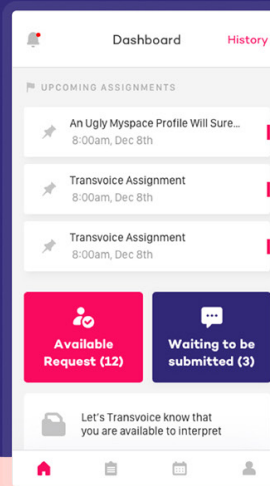 Dashboard
History
UPCOMING ASSIGNMENTS
An Ugly Myspace Profile Will Sure...
8:00am, Dec 8th
Transvoice Assignment
8:00am, Dec 8th
Transvoice Assignment
8:00am, Dec 8th
Available
Request (12)
Waiting to be
submitted (3)
Let's Transvoice know that
you are available to interpret